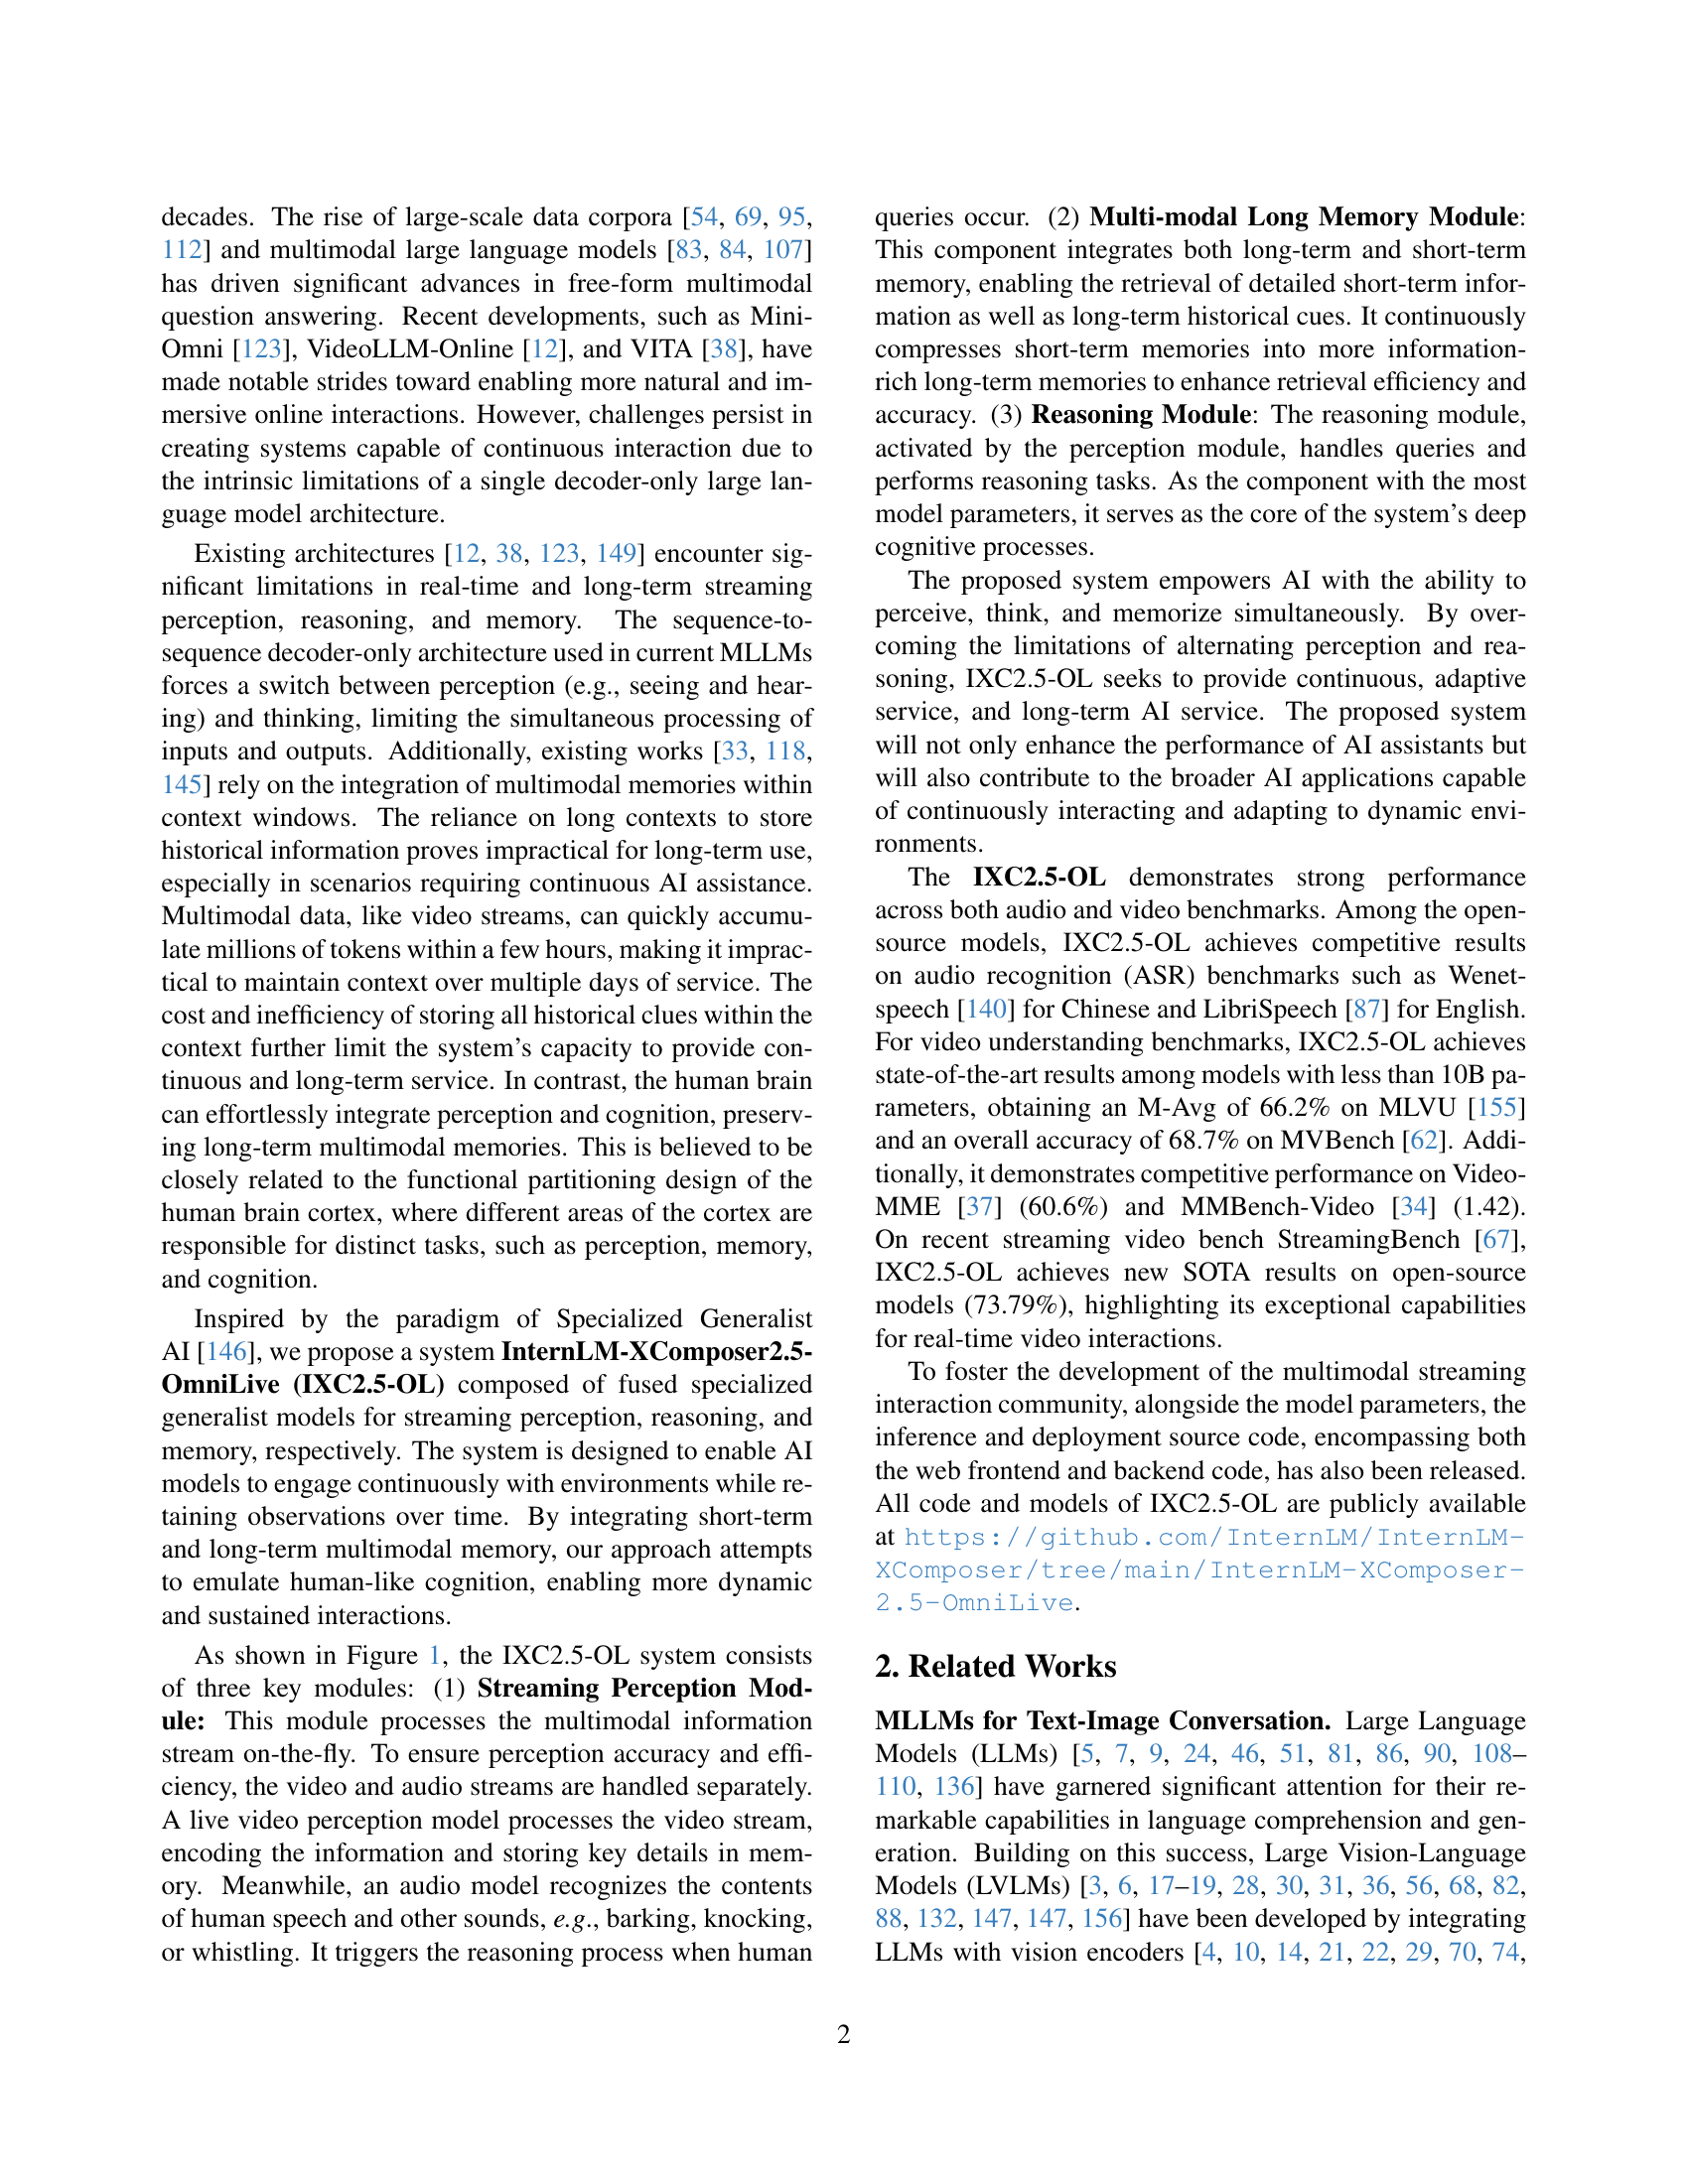 decades. The rise of large-scale data corpora [54, 69, 95,
112] and multimodal large language models [83, 84, 107]
has driven significant advances in free-form multimodal
question answering. Recent developments, such as Mini-
Omni [123], VideoLLM-Online [12], and VITA [38], have
made notable strides toward enabling more natural and im-
mersive online interactions. However, challenges persist in
creating systems capable of continuous interaction due to
the intrinsic limitations of a single decoder-only large lan-
guage model architecture.
Existing architectures [12, 38, 123, 149] encounter sig-
nificant limitations in real-time and long-term streaming
perception, reasoning, and memory. The sequence-to-
sequence decoder-only architecture used in current MLLMs
forces a switch between perception (e.g., seeing and hear-
ing) and thinking, limiting the simultaneous processing of
inputs and outputs. Additionally, existing works [33, 118,
145] rely on the integration of multimodal memories within
context windows. The reliance on long contexts to store
historical information proves impractical for long-term use,
especially in scenarios requiring continuous AI assistance.
Multimodal data, like video streams, can quickly accumu-
late millions of tokens within a few hours, making it imprac-
tical to maintain context over multiple days of service. The
cost and inefficiency of storing all historical clues within the
context further limit the system's capacity to provide con-
tinuous and long-term service. In contrast, the human brain
can effortlessly integrate perception and cognition, preserv-
ing long-term multimodal memories. This is believed to be
closely related to the functional partitioning design of the
human brain cortex, where different areas of the cortex are
responsible for distinct tasks, such as perception, memory,
and cognition.
Inspired by the paradigm of Specialized Generalist
AI [146], we propose a system InternLM-XComposer2.5-
OmniLive (IXC2.5-OL) composed of fused specialized
generalist models for streaming perception, reasoning, and
memory, respectively. The system is designed to enable AI
models to engage continuously with environments while re-
taining observations over time. By integrating short-term
and long-term multimodal memory, our approach attempts
to emulate human-like cognition, enabling more dynamic
and sustained interactions.
As shown in Figure 1, the IXC2.5-OL system consists
of three key modules: (1) Streaming Perception Mod-
ule: This module processes the multimodal information
stream on-the-fly. To ensure perception accuracy and effi-
ciency, the video and audio streams are handled separately.
A live video perception model processes the video stream,
encoding the information and storing key details in mem-
ory. Meanwhile, an audio model recognizes the contents
of human speech and other sounds, e.g., barking, knocking,
or whistling. It triggers the reasoning process when human
queries occur. (2) Multi-modal Long Memory Module:
This component integrates both long-term and short-term
memory, enabling the retrieval of detailed short-term infor-
mation as well as long-term historical cues. It continuously
compresses short-term memories into more information-
rich long-term memories to enhance retrieval efficiency and
accuracy. (3) Reasoning Module: The reasoning module,
activated by the perception module, handles queries and
performs reasoning tasks. As the component with the most
model parameters, it serves as the core of the system's deep
cognitive processes.
The proposed system empowers AI with the ability to
perceive, think, and memorize simultaneously. By over-
coming the limitations of alternating perception and rea-
soning, IXC2.5-OL seeks to provide continuous, adaptive
service, and long-term AI service. The proposed system
will not only enhance the performance of AI assistants but
will also contribute to the broader AI applications capable
of continuously interacting and adapting to dynamic envi-
ronments.
The IXC2.5-OL demonstrates strong performance
across both audio and video benchmarks. Among the open-
source models, IXC2.5-OL achieves competitive results
on audio recognition (ASR) benchmarks such as Wenet-
speech [140] for Chinese and LibriSpeech [87] for English.
For video understanding benchmarks, IXC2.5-OL achieves
state-of-the-art results among models with less than 10B pa-
rameters, obtaining an M-Avg of 66.2% on MLVU [155]
and an overall accuracy of 68.7% on MVBench [62]. Addi-
tionally, it demonstrates competitive performance on Video-
MME [37] (60.6%) and MMBench-Video [34] (1.42).
On recent streaming video bench StreamingBench [67],
IXC2.5-OL achieves new SOTA results on open-source
models (73.79%), highlighting its exceptional capabilities
for real-time video interactions.
To foster the development of the multimodal streaming
interaction community, alongside the model parameters, the
inference and deployment source code, encompassing both
the web frontend and backend code, has also been released.
All code and models of IXC2.5-OL are publicly available
at https://github.com/InternLM/InternLM-
XComposer/tree/main/InternLM-XComposer-
2.5-OmniLive.
2. Related Works
MLLMs for Text-Image Conversation. Large Language
Models (LLMs) [5, 7, 9, 24, 46, 51, 81, 86, 90, 108–
110, 136] have garnered significant attention for their re-
markable capabilities in language comprehension and gen-
eration. Building on this success, Large Vision-Language
Models (LVLMs) [3, 6, 17–19, 28, 30, 31, 36, 56, 68, 82,
88, 132, 147, 147, 156] have been developed by integrating
LLMs with vision encoders [4, 10, 14, 21, 22, 29, 70, 74,
2